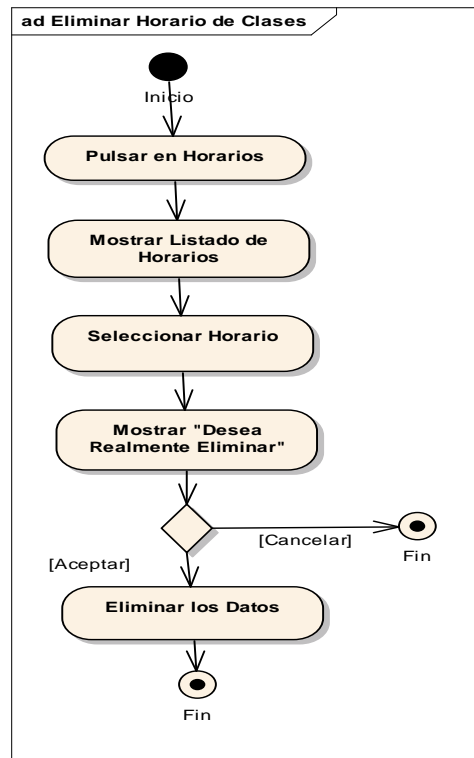 ad Eliminar Horario de Clases
Inicio
Pulsar en Horarios
Mostrar Listado de
Horarios
Seleccionar Horario
Mostrar "Desea
Realmente Eliminar"
[Cancelar]
Fin
[Aceptar]
Eliminar los Datos
Fin